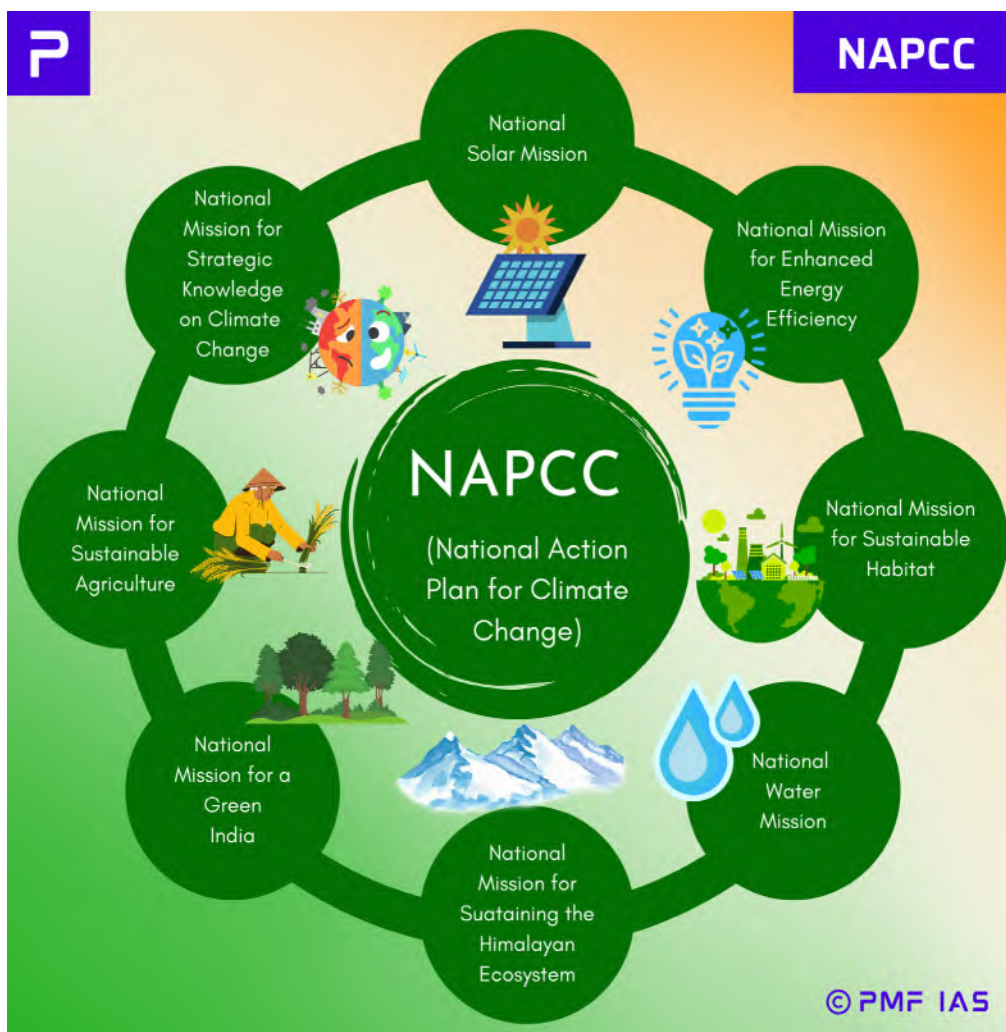 P
NAPCC
National
Solar Mission
National Mission
for Enhanced
Energy
Efficiency
National Mission
for Sustainable
Habitat
National
Water
Mission
National
Mission for
Suataining the
Himalayan
Ecosystem
National
Mission for a
Green
India
National
Mission for
Sustainable
Agriculture
National
Mission for
Strategic
Knowledge
on Climate
Change
NAPCC
(National Action
Plan for Climate
Change)
© PMF IAS